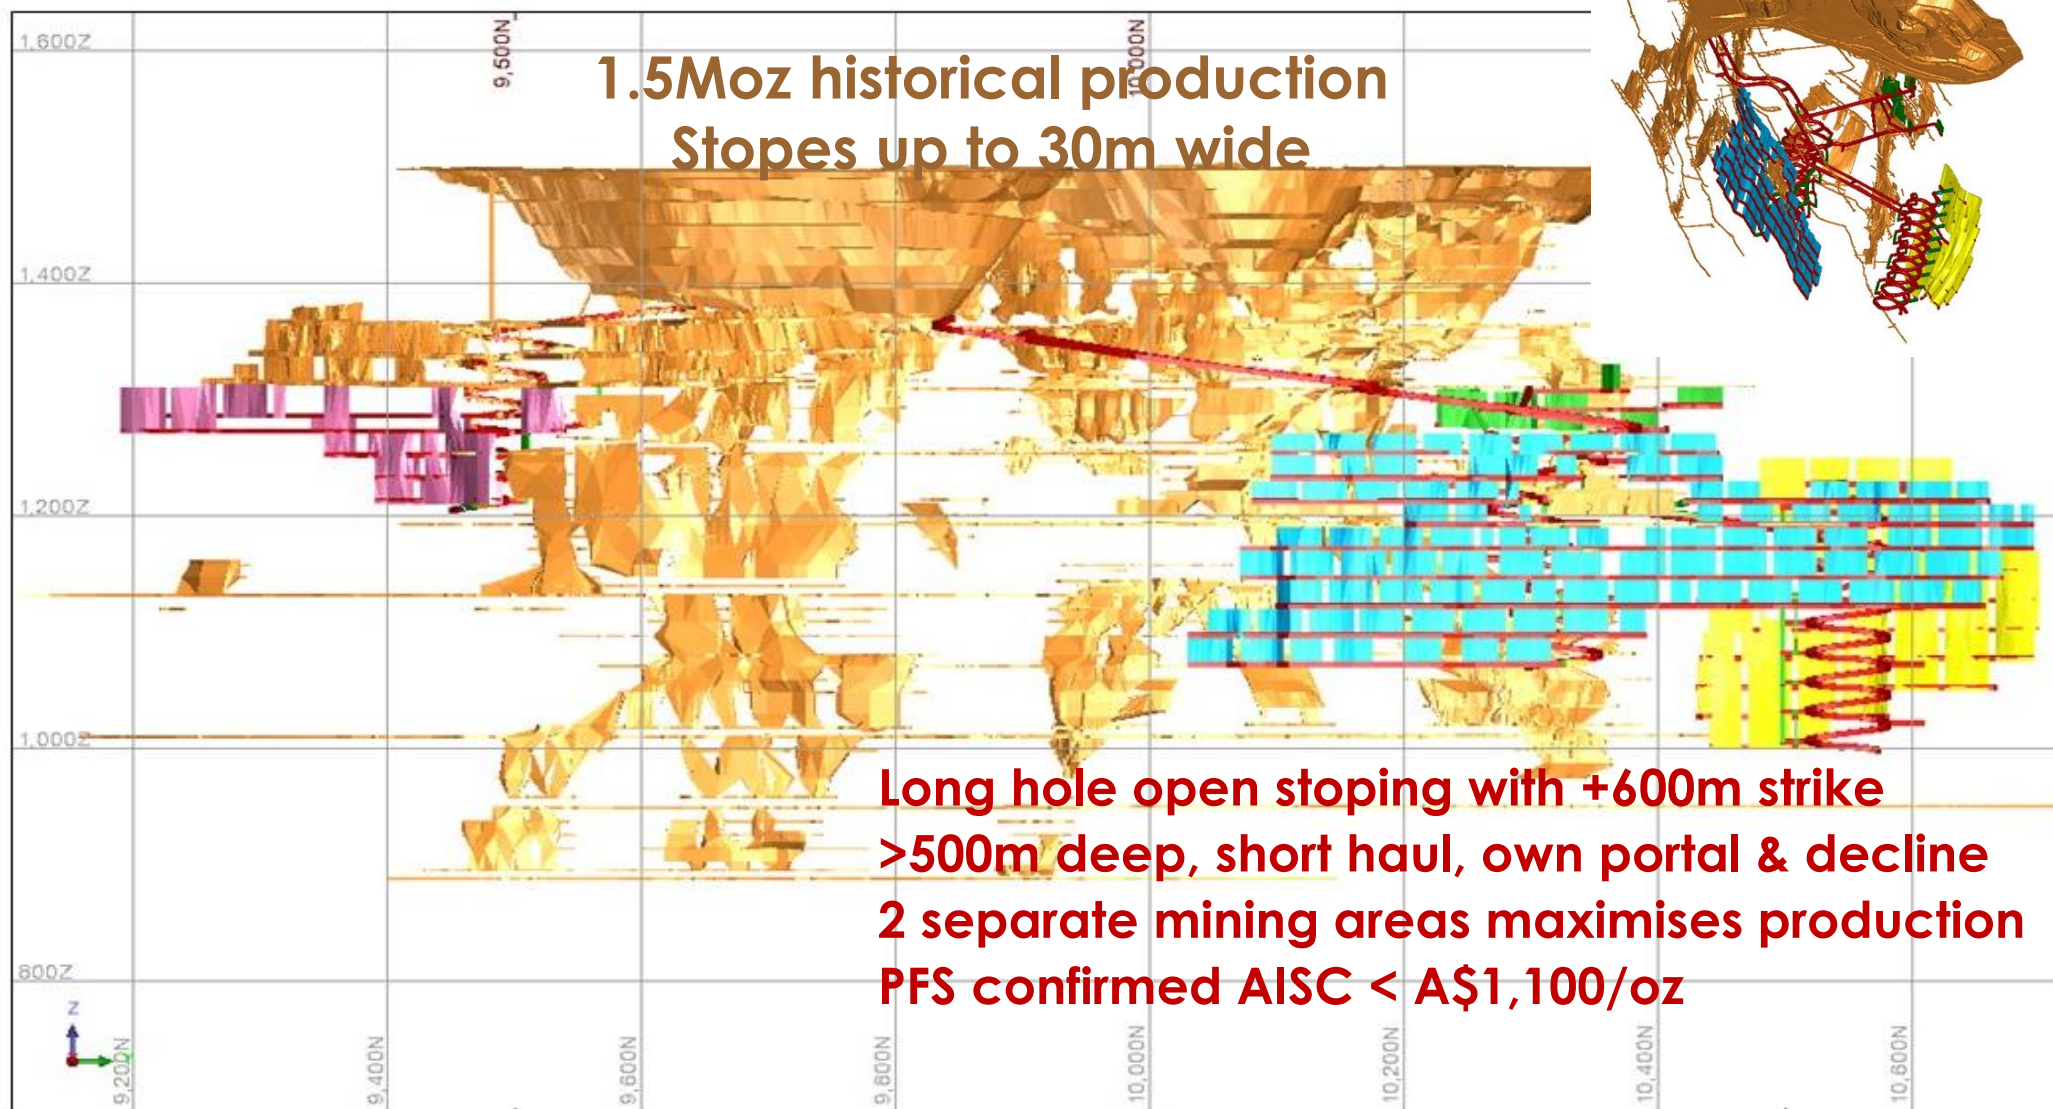 1,600Z
9,500N
10,000N
1.5Moz historical production
Stopes up to 30m wide
1,400Z
1,200Z
1,000Z
Long hole open stoping with +600m strike
>500m deep, short haul, own portal & decline
2 separate mining areas maximises production
PFS confirmed AISC < A$1,100/oz
800Z
Z
9,200N
9,400N
9,600N
9,800N
10,000N
10,200N
10,400N
10,600N